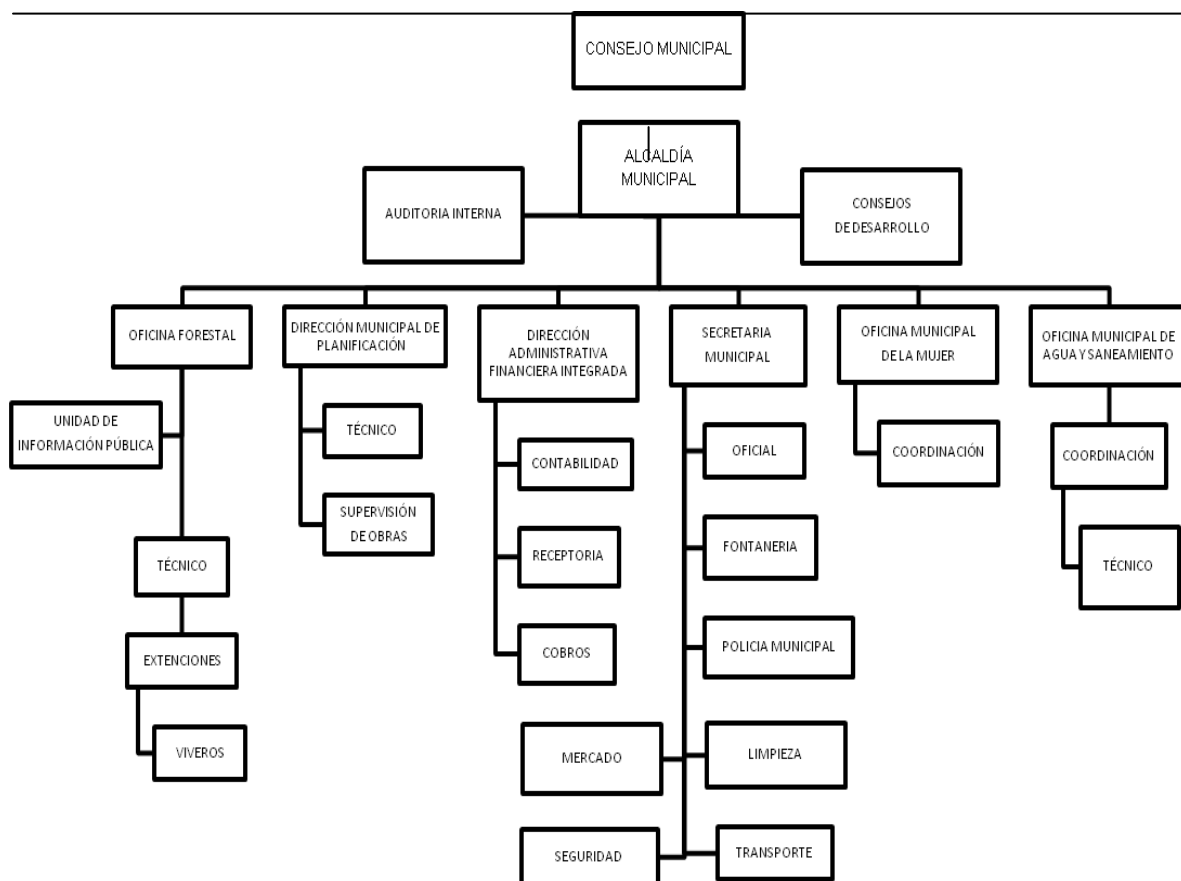 CONSEJO MUNICIPAL
ALCALDÍA
MUNICIPAL
AUDITORIA INTERNA
CONSEJOS
DE DESARROLLO
OFICINA FORESTAL
DIRECCIÓN MUNICIPAL DE
PLANIFICACIÓN
DIRECCIÓN
ADMINISTRATIVA
FINANCIERA INTEGRADA
SECRETARIA
MUNICIPAL
OFICINA MUNICIPAL
DE LA MUJER
OFICINA MUNICIPAL DE
AGUA Y SANEAMIENTO
UNIDAD DE
INFORMACIÓN PÚBLICA
TÉCNICO
CONTABILIDAD
OFICIAL
COORDINACIÓN
COORDINACIÓN
SUPERVISIÓN
DE OBRAS
RECEPTORIA
FONTANERIA
TÉCNICO
TÉCNICO
EXTENCIONES
COBROS
POLICIA MUNICIPAL
VIVEROS
MERCADO
LIMPIEZA
SEGURIDAD
TRANSPORTE